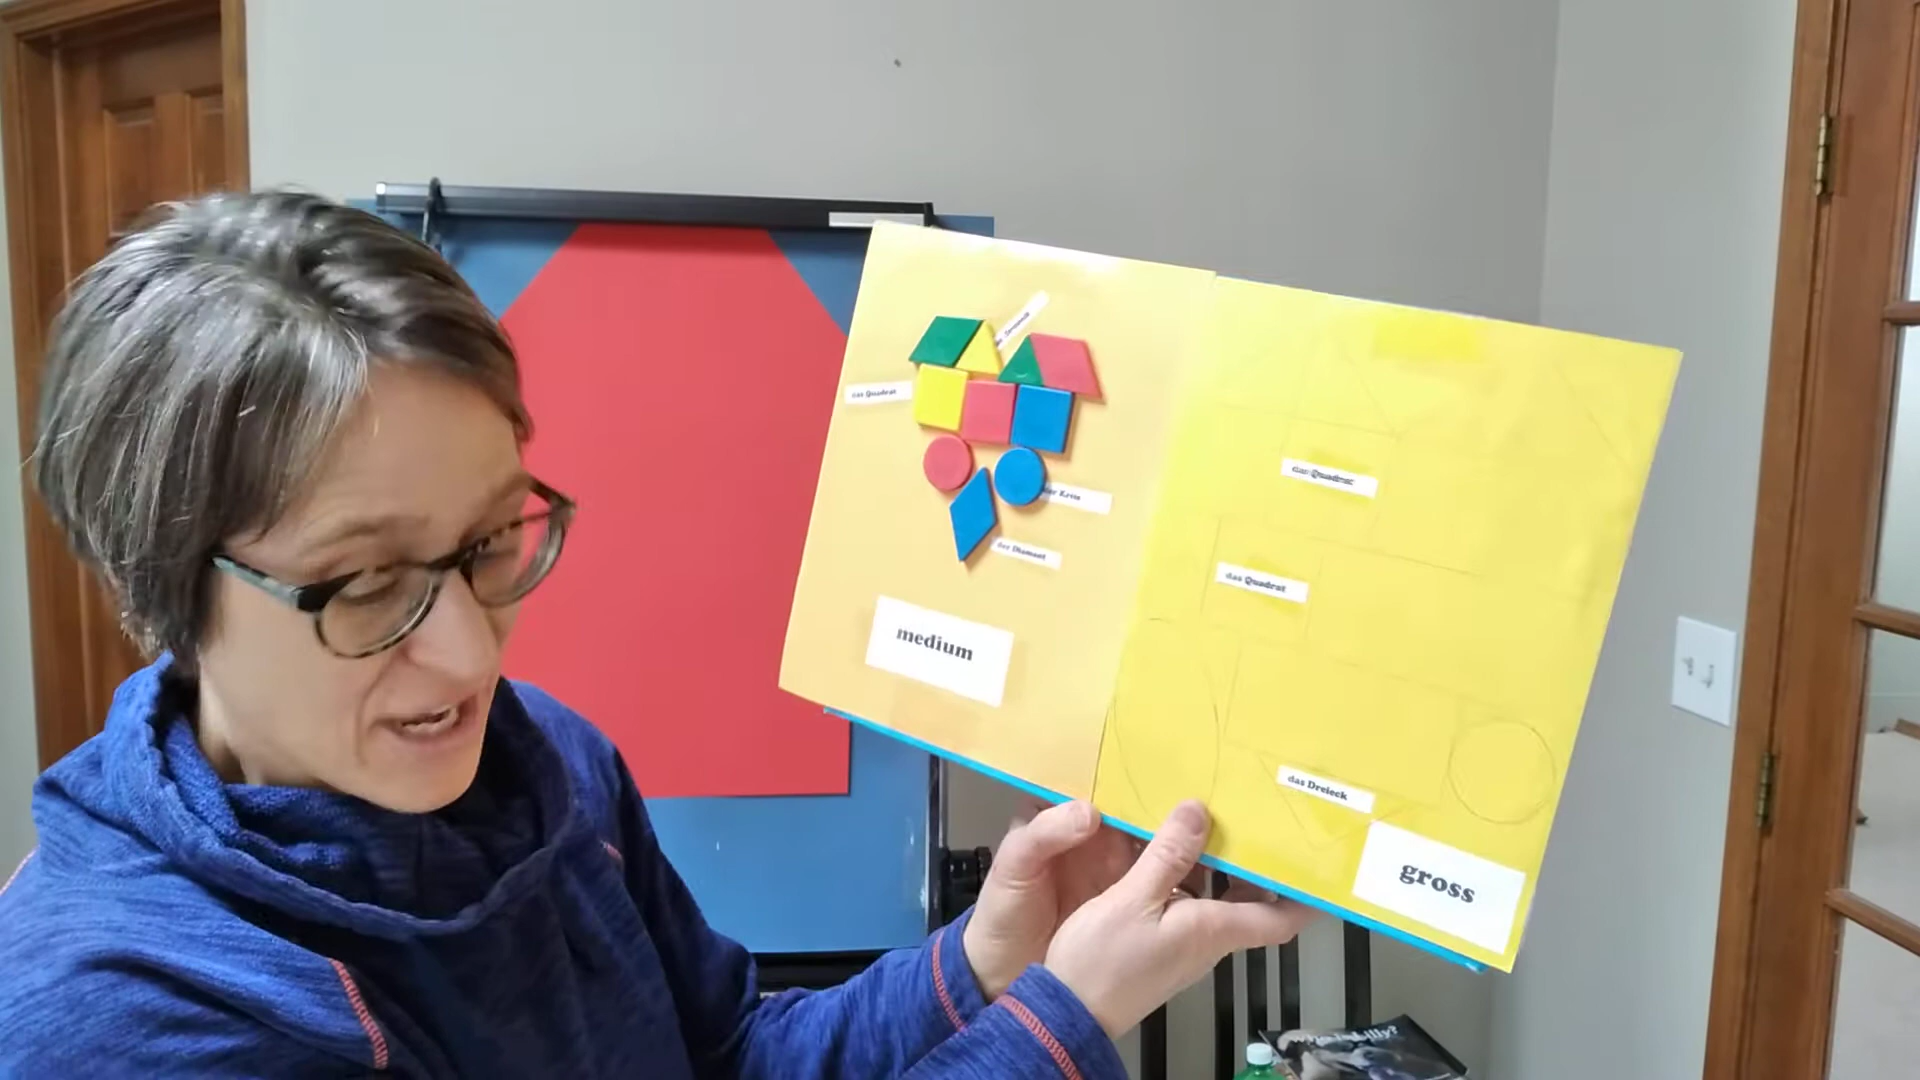 das Quadrat
der Kreis
der Diamant
medium
das Quadrat
das Quadrat
das Dreieck
gross